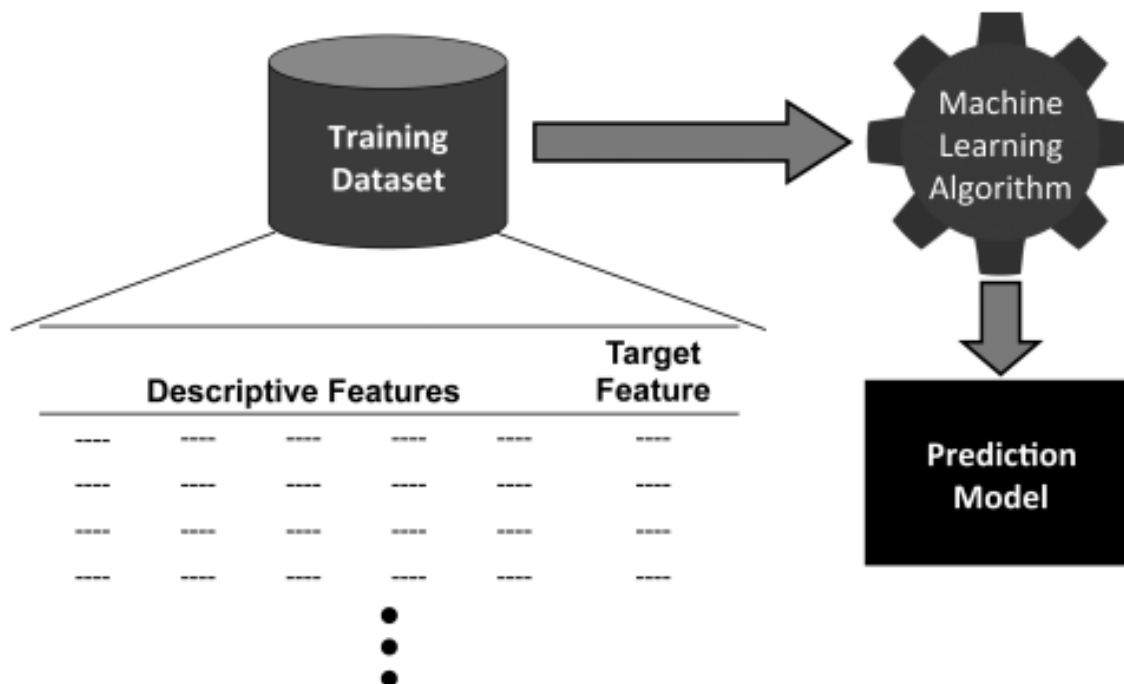 Training
Dataset
Machine
Learning
Algorithm
Target
Descriptive Features Feature
---- ---- ---- ---- ---- ----
---- ---- ---- ---- ---- ----
---- ---- ---- ---- ---- ----
---- ---- ---- ---- ---- ----
Prediction
Model